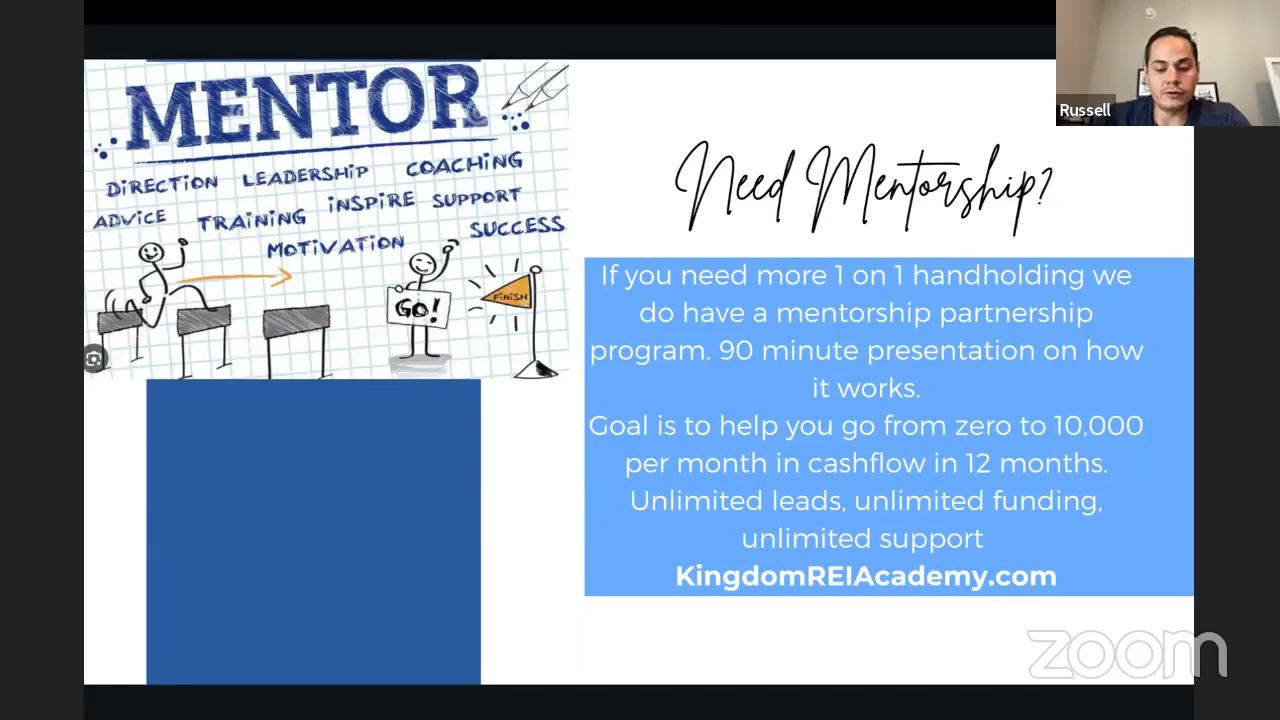 MENTOR
DIRECTION LEADERSHIP COACHING
ADVICE TRAINING INSPIRE SUPPORT
MOTIVATION SUCCESS
GO!
FINISH
Russell
Need Mentorship?
If you need more 1 on 1 handholding we
do have a mentorship partnership
program. 90 minute presentation on how
it works.
Goal is to help you go from zero to 10,000
per month in cashflow in 12 months.
Unlimited leads, unlimited funding,
unlimited support
KingdomREIAcademy.com
zoom